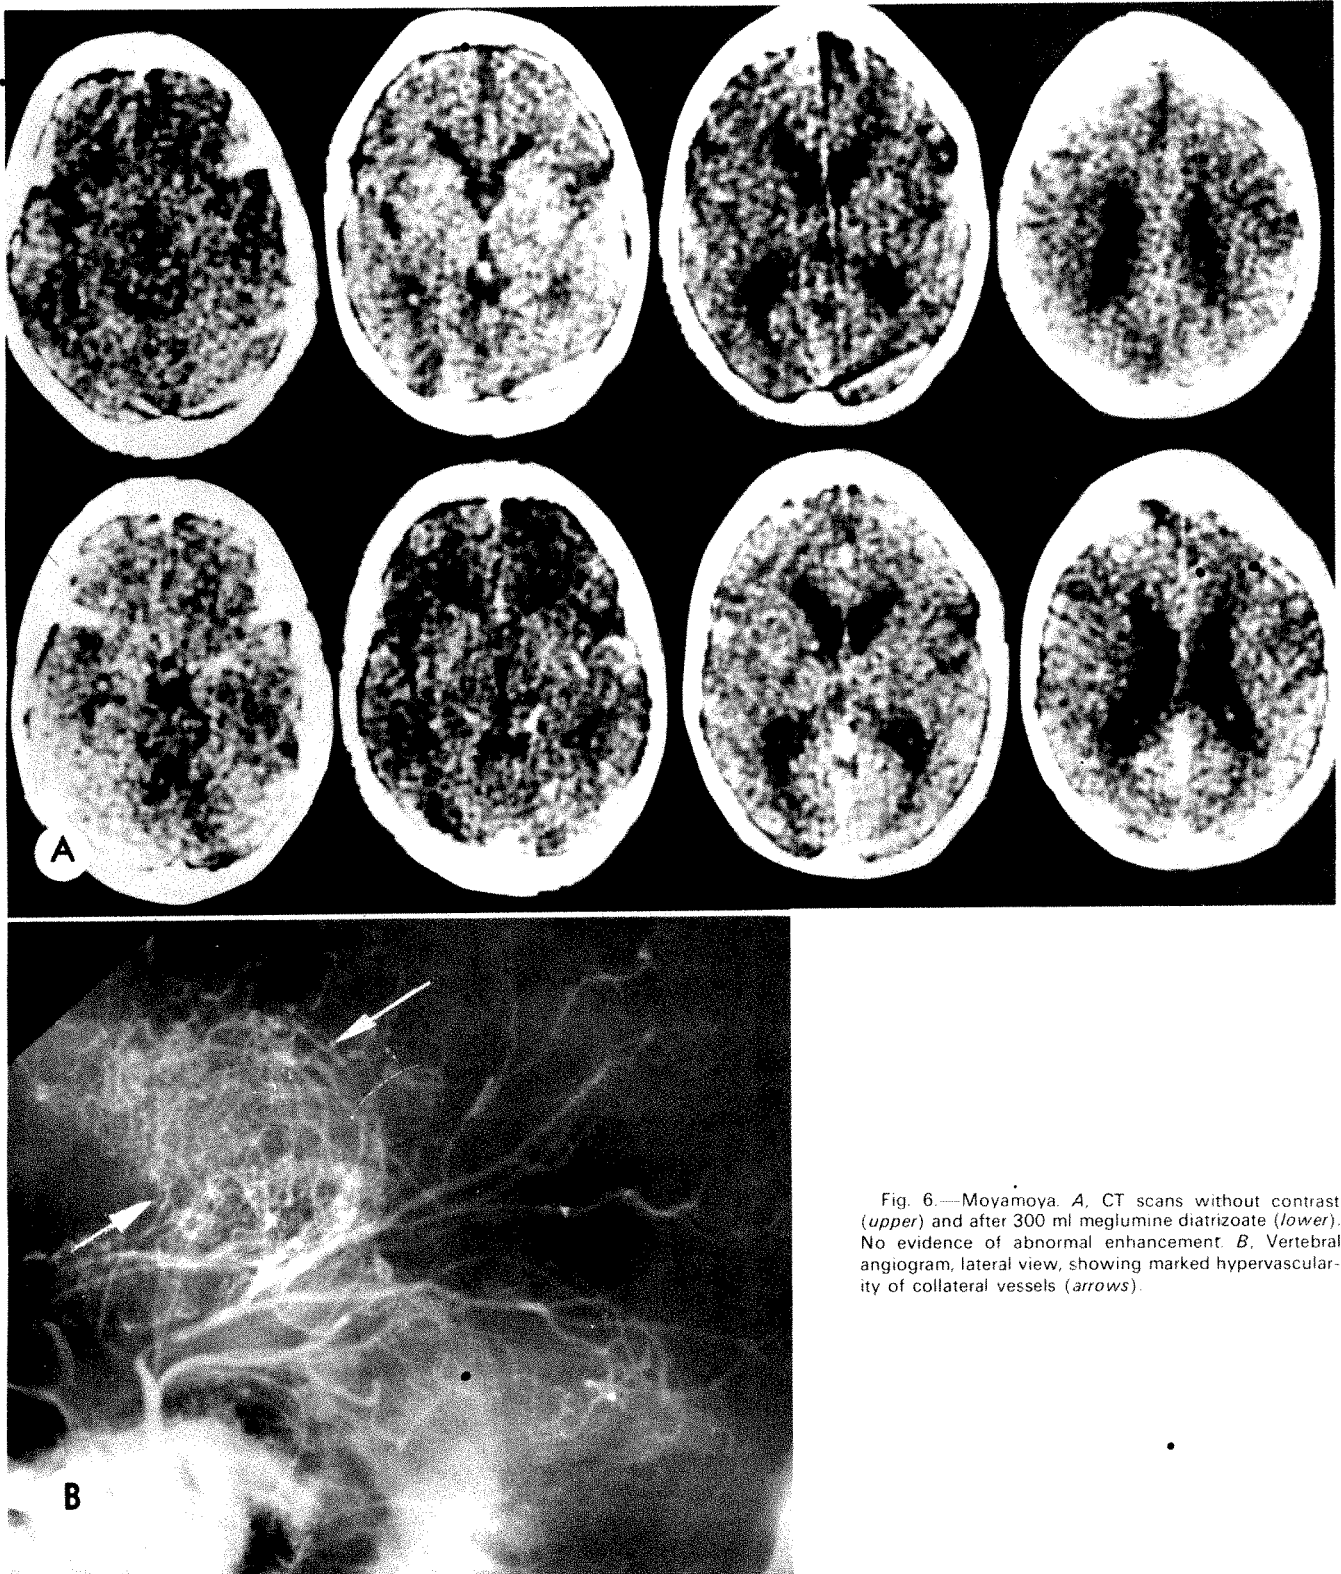 A
B
Fig. 6.—Moyamoya. A, CT scans without contrast
(upper) and after 300 ml meglumine diatrizoate (lower).
No evidence of abnormal enhancement. B, Vertebral
angiogram, lateral view, showing marked hypervascular-
ity of collateral vessels (arrows).